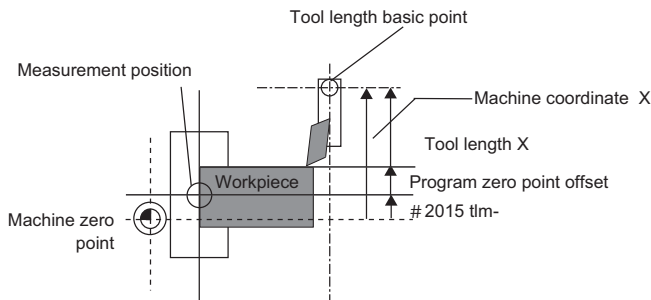 Tool length basic point
Measurement position
Machine coordinate X
Tool length X
Workpiece
Program zero point offset
# 2015 tlm-
Machine zero
point